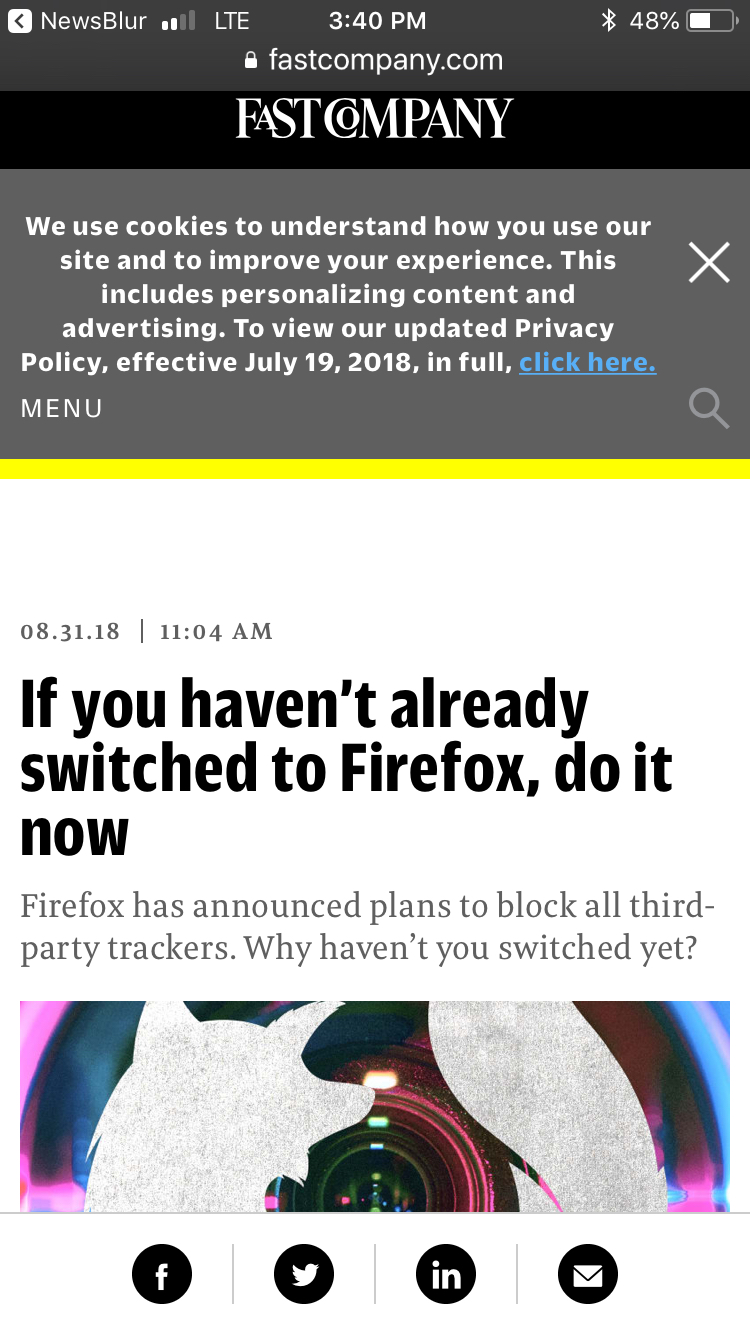 NewsBlur LTE 3:40 PM 48%
fastcompany.com
FAST COMPANY
We use cookies to understand how you use our
site and to improve your experience. This
includes personalizing content and
advertising. To view our updated Privacy
Policy, effective July 19, 2018, in full, click here.
MENU
08.31.18 | 11:04 AM
If you haven’t already
switched to Firefox, do it
now
Firefox has announced plans to block all third-
party trackers. Why haven’t you switched yet?
f
in